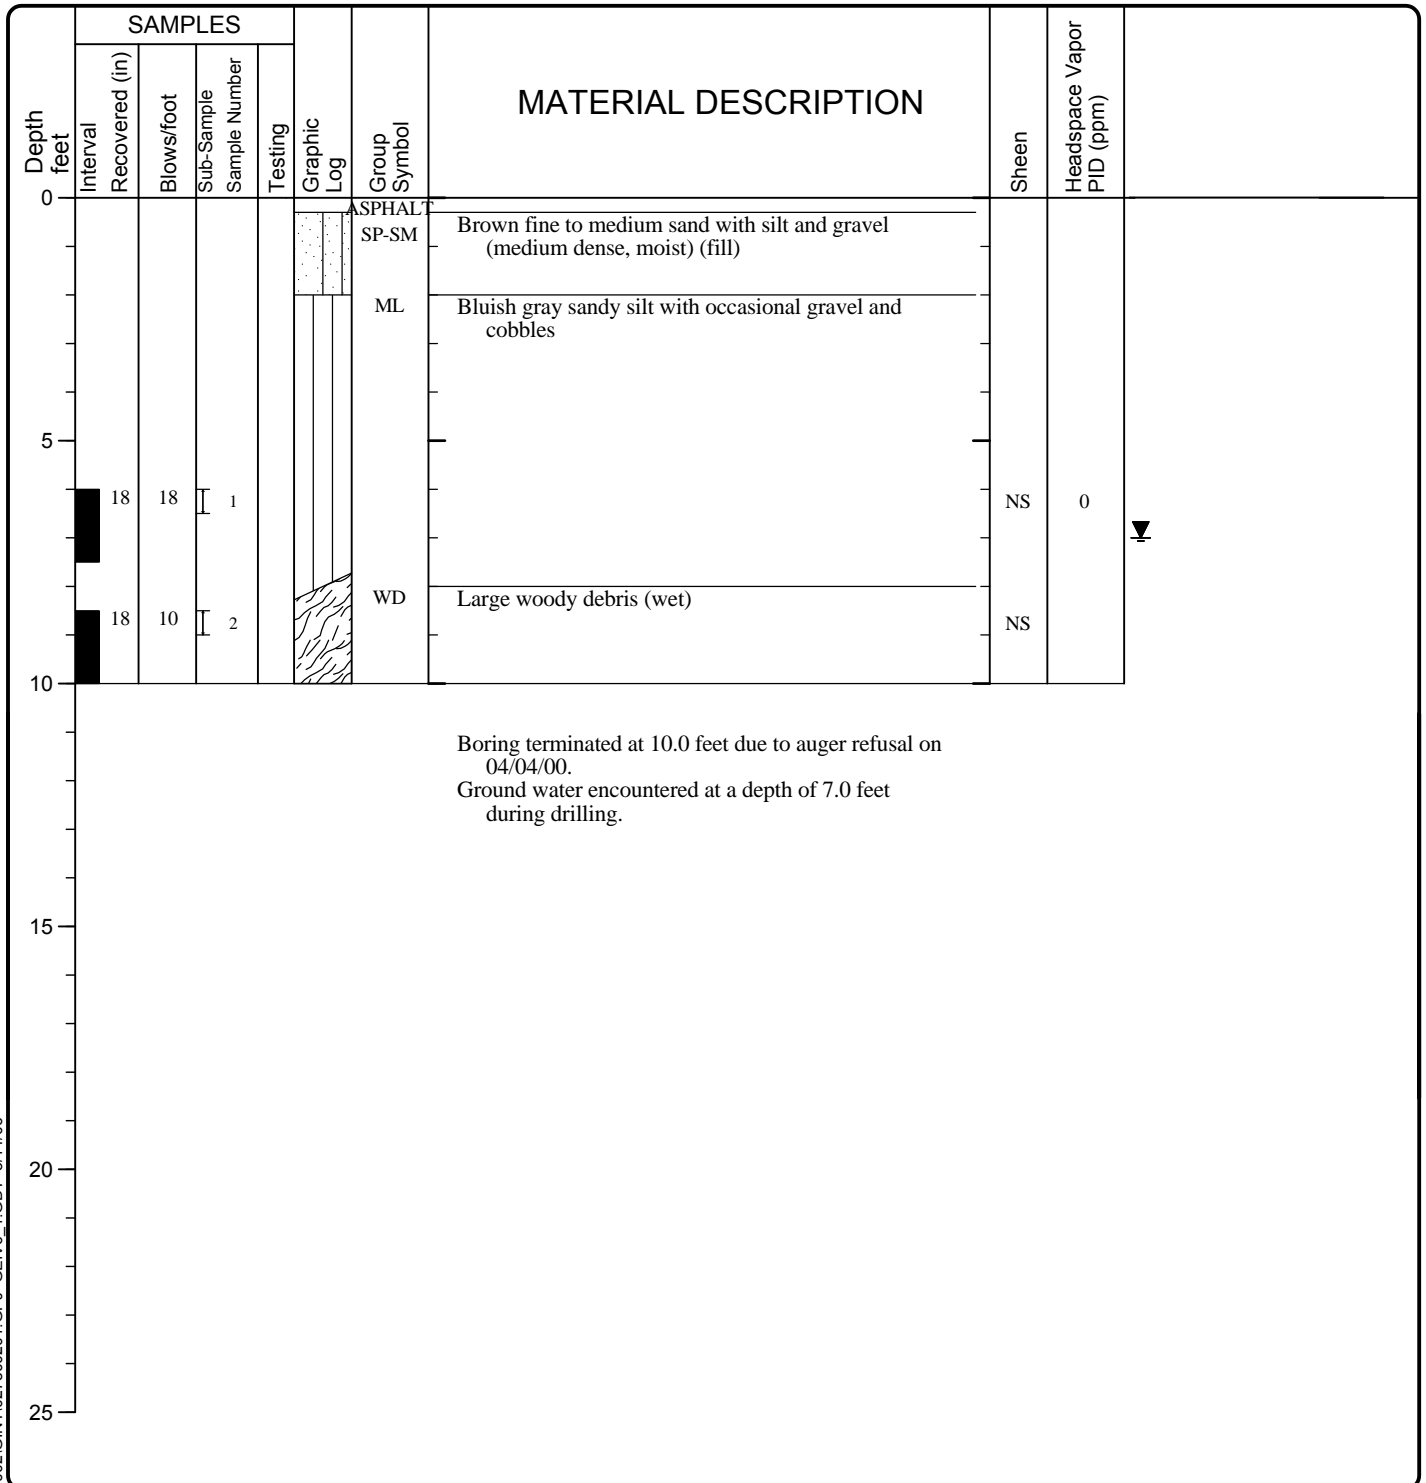 SAMPLES
Depth
feet
Interval
Recovered (in)
Blows/foot
Sub-Sample
Sample Number
Testing
Graphic
Log
Group
Symbol
MATERIAL DESCRIPTION
Sheen
Headspace Vapor
PID (ppm)
0
ASPHALT
SP-SM
Brown fine to medium sand with silt and gravel
(medium dense, moist) (fill)
ML
Bluish gray sandy silt with occasional gravel and
cobbles
5
18 18 1 NS 0
WD
Large woody debris (wet)
18 10 2 NS
10
Boring terminated at 10.0 feet due to auger refusal on
04/04/00.
Ground water encountered at a depth of 7.0 feet
during drilling.
15
20
25